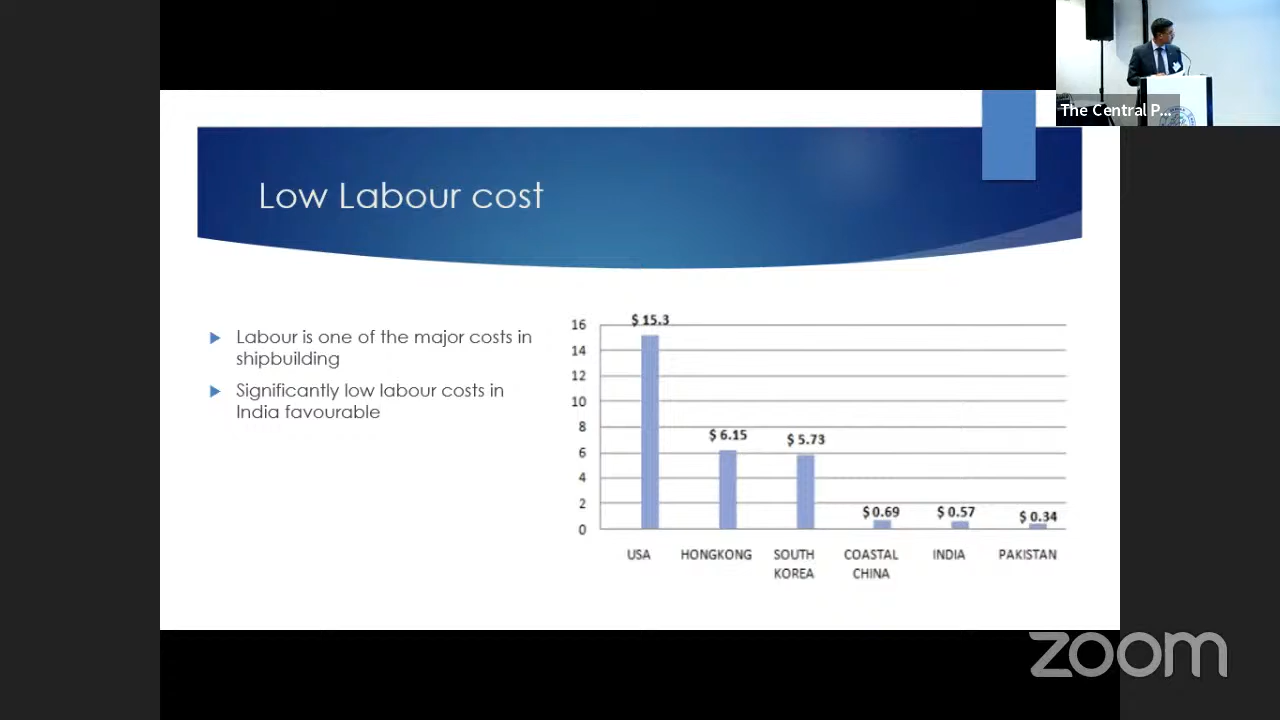 The Central P...
Low Labour cost
Labour is one of the major costs in
shipbuilding
Significantly low labour costs in
India favourable
16
14
12
10
8
6
4
2
0
$ 15.3
$ 6.15
$ 5.73
$ 0.69
$ 0.57
$ 0.34
USA
HONGKONG
SOUTH
KOREA
COASTAL
CHINA
INDIA
PAKISTAN
zoom